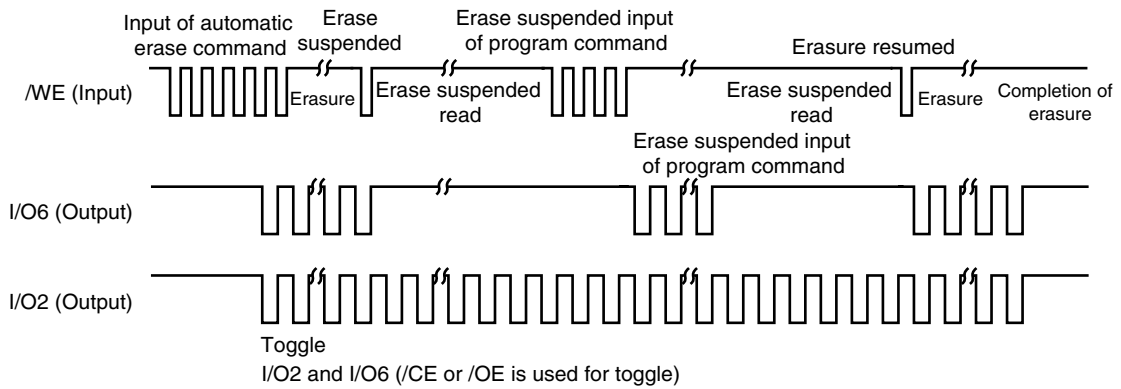 Input of automatic
erase command
Erase
suspended
Erase suspended input
of program command
Erasure resumed
/WE (Input)
Erasure
Erase suspended
read
Erase suspended
read
Erasure
Completion of
erasure
Erase suspended input
of program command
I/O6 (Output)
I/O2 (Output)
Toggle
I/O2 and I/O6 (/CE or /OE is used for toggle)